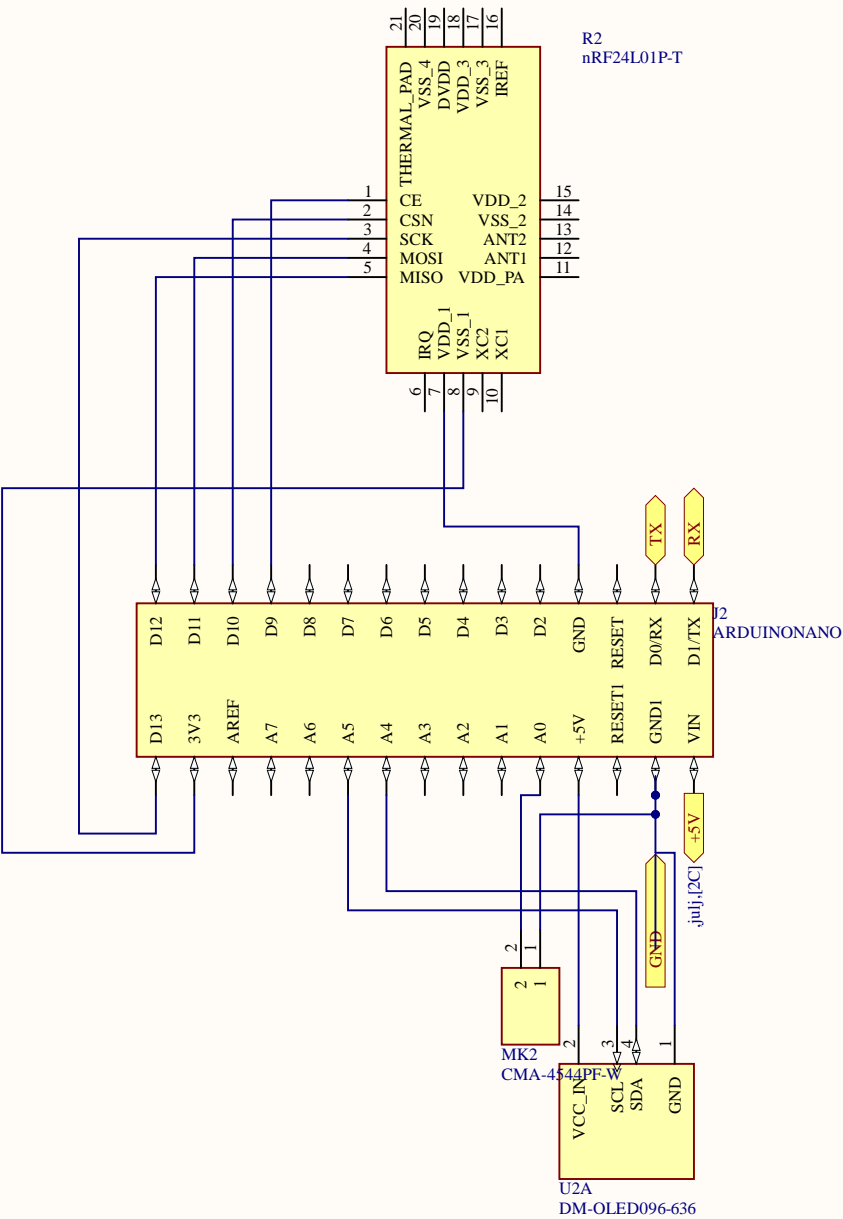 21 20 19 18 17 16
R2
nRF24L01P-T
THERMAL_PAD VSS_4 DVDD VDD_3 VSS_3 IREF
1 CE VDD_2 15
2 CSN VSS_2 14
3 SCK ANT2 13
4 MOSI ANT1 12
5 MISO VDD_PA 11
IRQ VDD_1 VSS_1 XC2 XC1
6 7 8 9 10
TX RX
J2
ARDUINONANO
D12 D11 D10 D9 D8 D7 D6 D5 D4 D3 D2 GND RESET D0/RX D1/TX
D13 3V3 AREF A7 A6 A5 A4 A3 A2 A1 A0 +5V RESET1 GND1 VIN
+5V
,julj,[2C]
GND
2 1
2 1
MK2
CMA-4544PF-W
2 3 4 1
VCC_IN SCL SDA GND
U2A
DM-OLED096-636